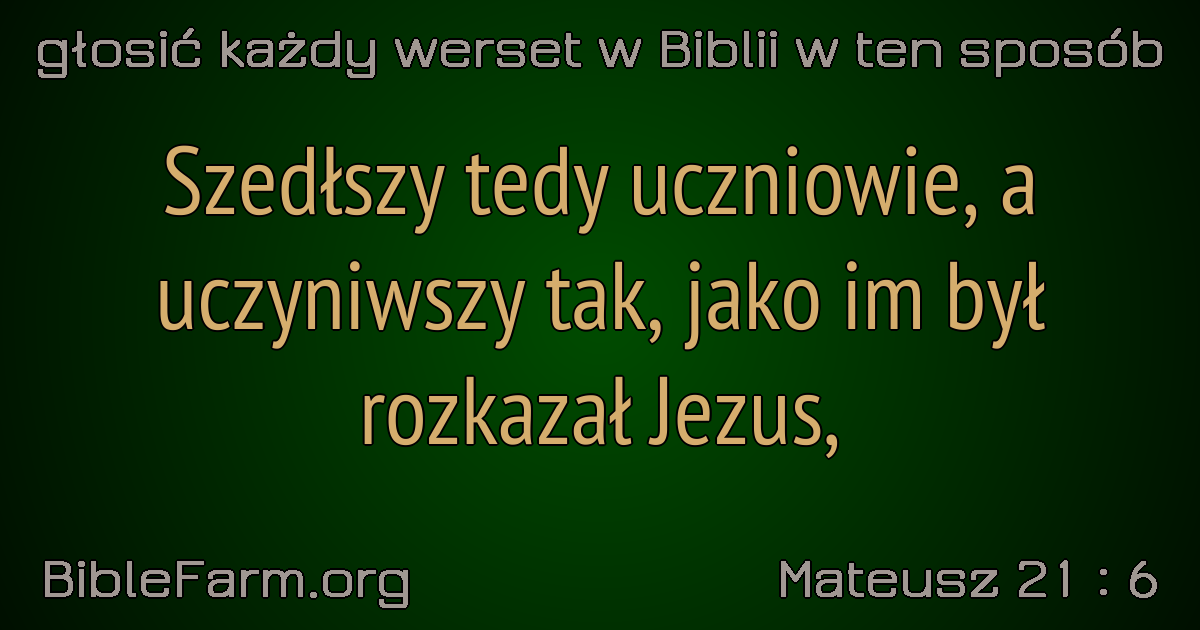 głosić każdy werset w Biblii w ten sposób
Szedłszy tedy uczniowie, a
uczyniwszy tak, jako im był
rozkazał Jezus,
BibleFarm.org
Mateusz 21 : 6